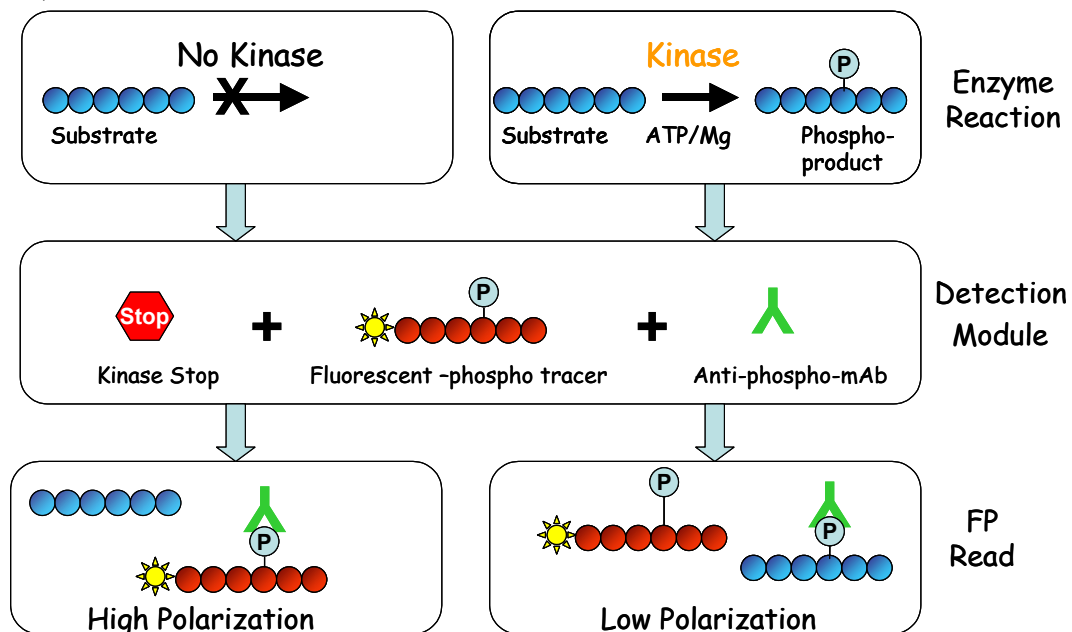 No Kinase
Substrate
Kinase
P
Substrate
ATP/Mg
Phospho-
product
Enzyme
Reaction
Stop
P
Kinase Stop
Fluorescent –phospho tracer
Anti-phospho-mAb
Detection
Module
P
High Polarization
P
P
Low Polarization
FP
Read